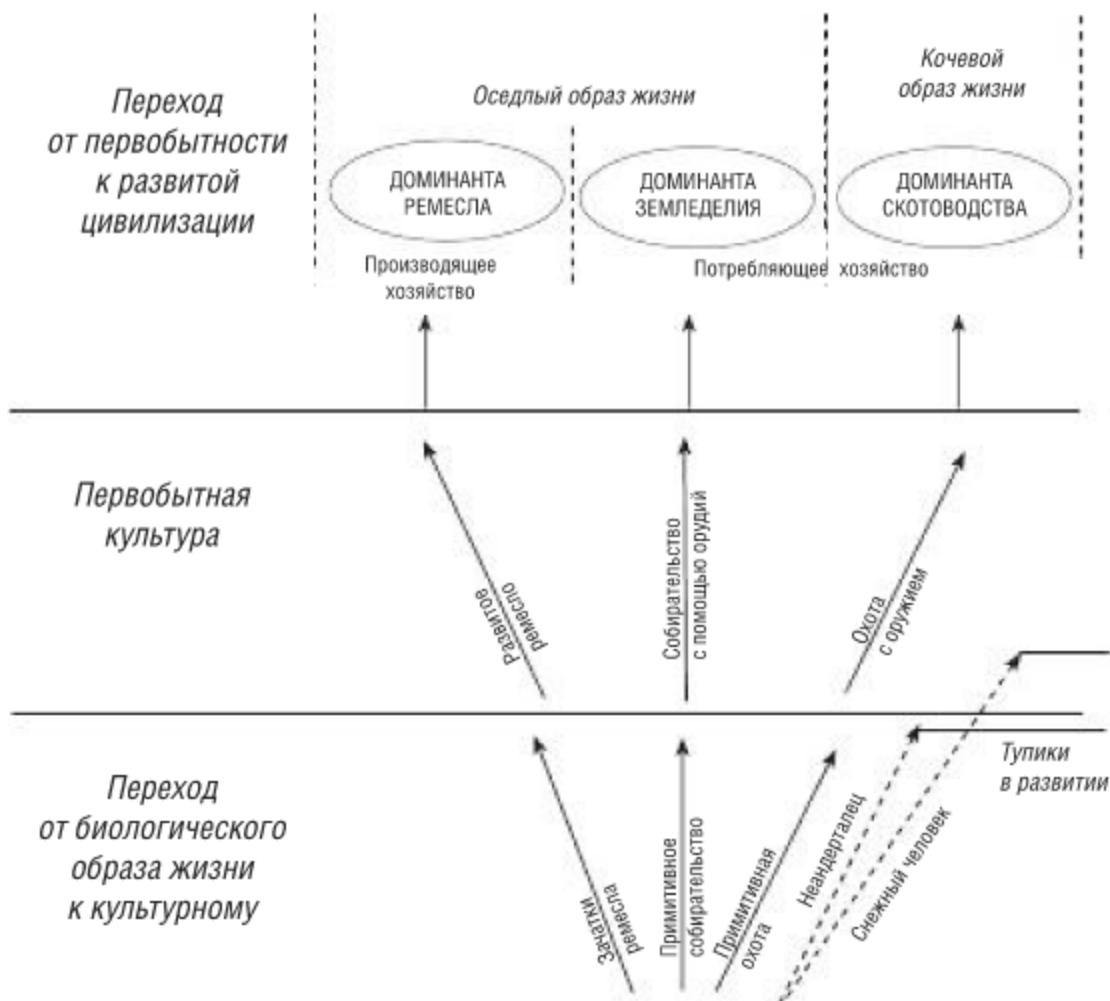 Переход
от первобытности
к развитой
цивилизации
Оседлый образ жизни
Кочевой
образ жизни
ДОМИНАНТА
РЕМЕСЛА
ДОМИНАНТА
ЗЕМЛЕДЕЛИЯ
ДОМИНАНТА
СКОТОВОДСТВА
Производящее
хозяйство
Потребляющее хозяйство
Первобытная
культура
Развитое
ремесло
Собирательство
с помощью орудий
Охота
с оружием
Переход
от биологического
образа жизни
к культурному
Зачатки
ремесла
Примитивное
собирательство
Примитивная
охота
Неандерталец
Снежный человек
Тупики
в развитии